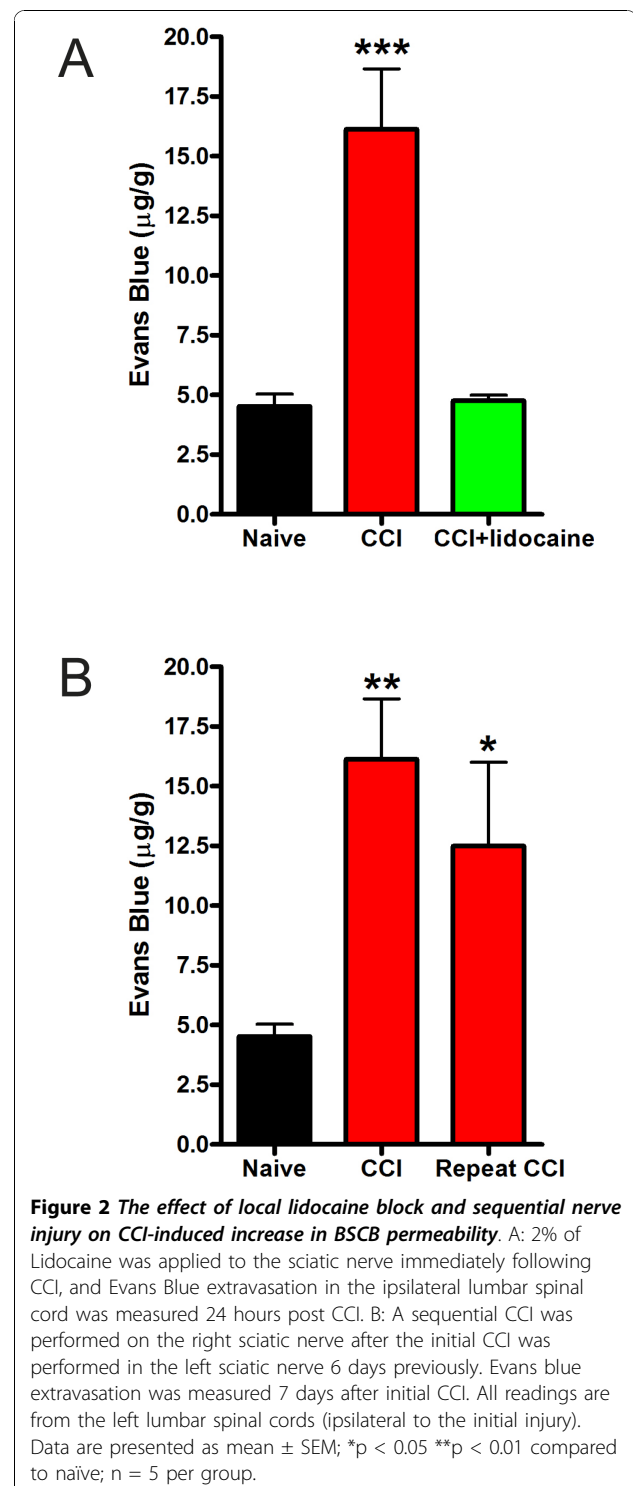 A
20.0
17.5
15.0
12.5
10.0
7.5
5.0
2.5
0.0
Evans Blue (μg/g)
***
Naive CCI CCI+lidocaine
B
20.0
17.5
15.0
12.5
10.0
7.5
5.0
2.5
0.0
Evans Blue (μg/g)
**
*
Naive CCI Repeat CCI
Figure 2 The effect of local lidocaine block and sequential nerve
injury on CCI-induced increase in BSCB permeability. A: 2% of
Lidocaine was applied to the sciatic nerve immediately following
CCI, and Evans Blue extravasation in the ipsilateral lumbar spinal
cord was measured 24 hours post CCI. B: A sequential CCI was
performed on the right sciatic nerve after the initial CCI was
performed in the left sciatic nerve 6 days previously. Evans blue
extravasation was measured 7 days after initial CCI. All readings are
from the left lumbar spinal cords (ipsilateral to the initial injury).
Data are presented as mean ± SEM; *p < 0.05 **p < 0.01 compared
to naïve; n = 5 per group.